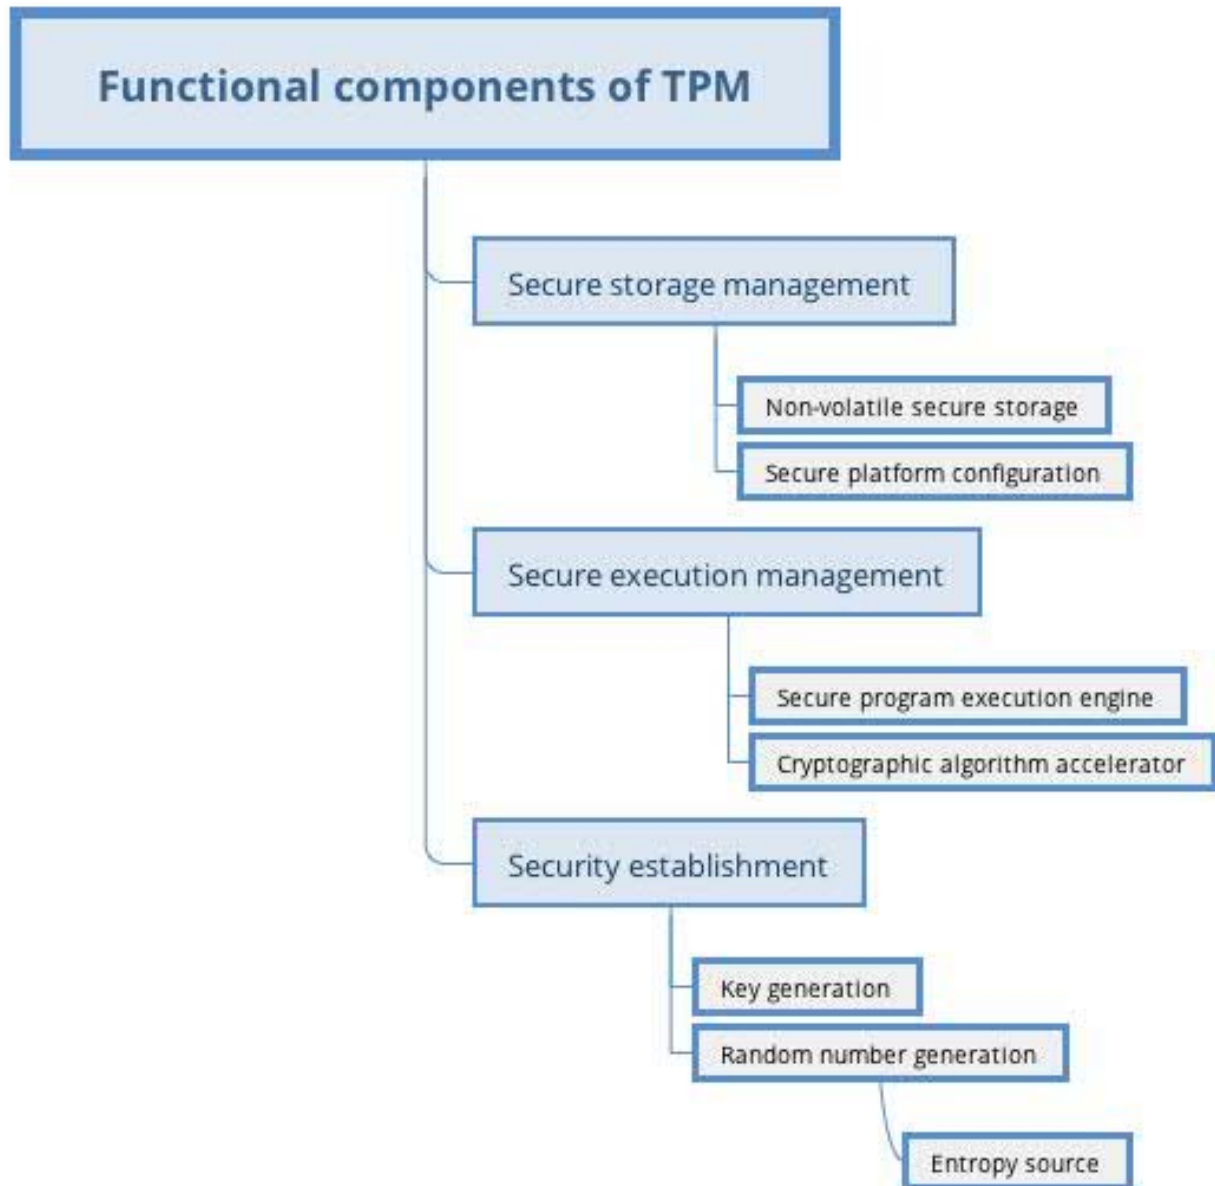 Functional components of TPM
Secure storage management
Non-volatile secure storage
Secure platform configuration
Secure execution management
Secure program execution engine
Cryptographic algorithm accelerator
Security establishment
Key generation
Random number generation
Entropy source